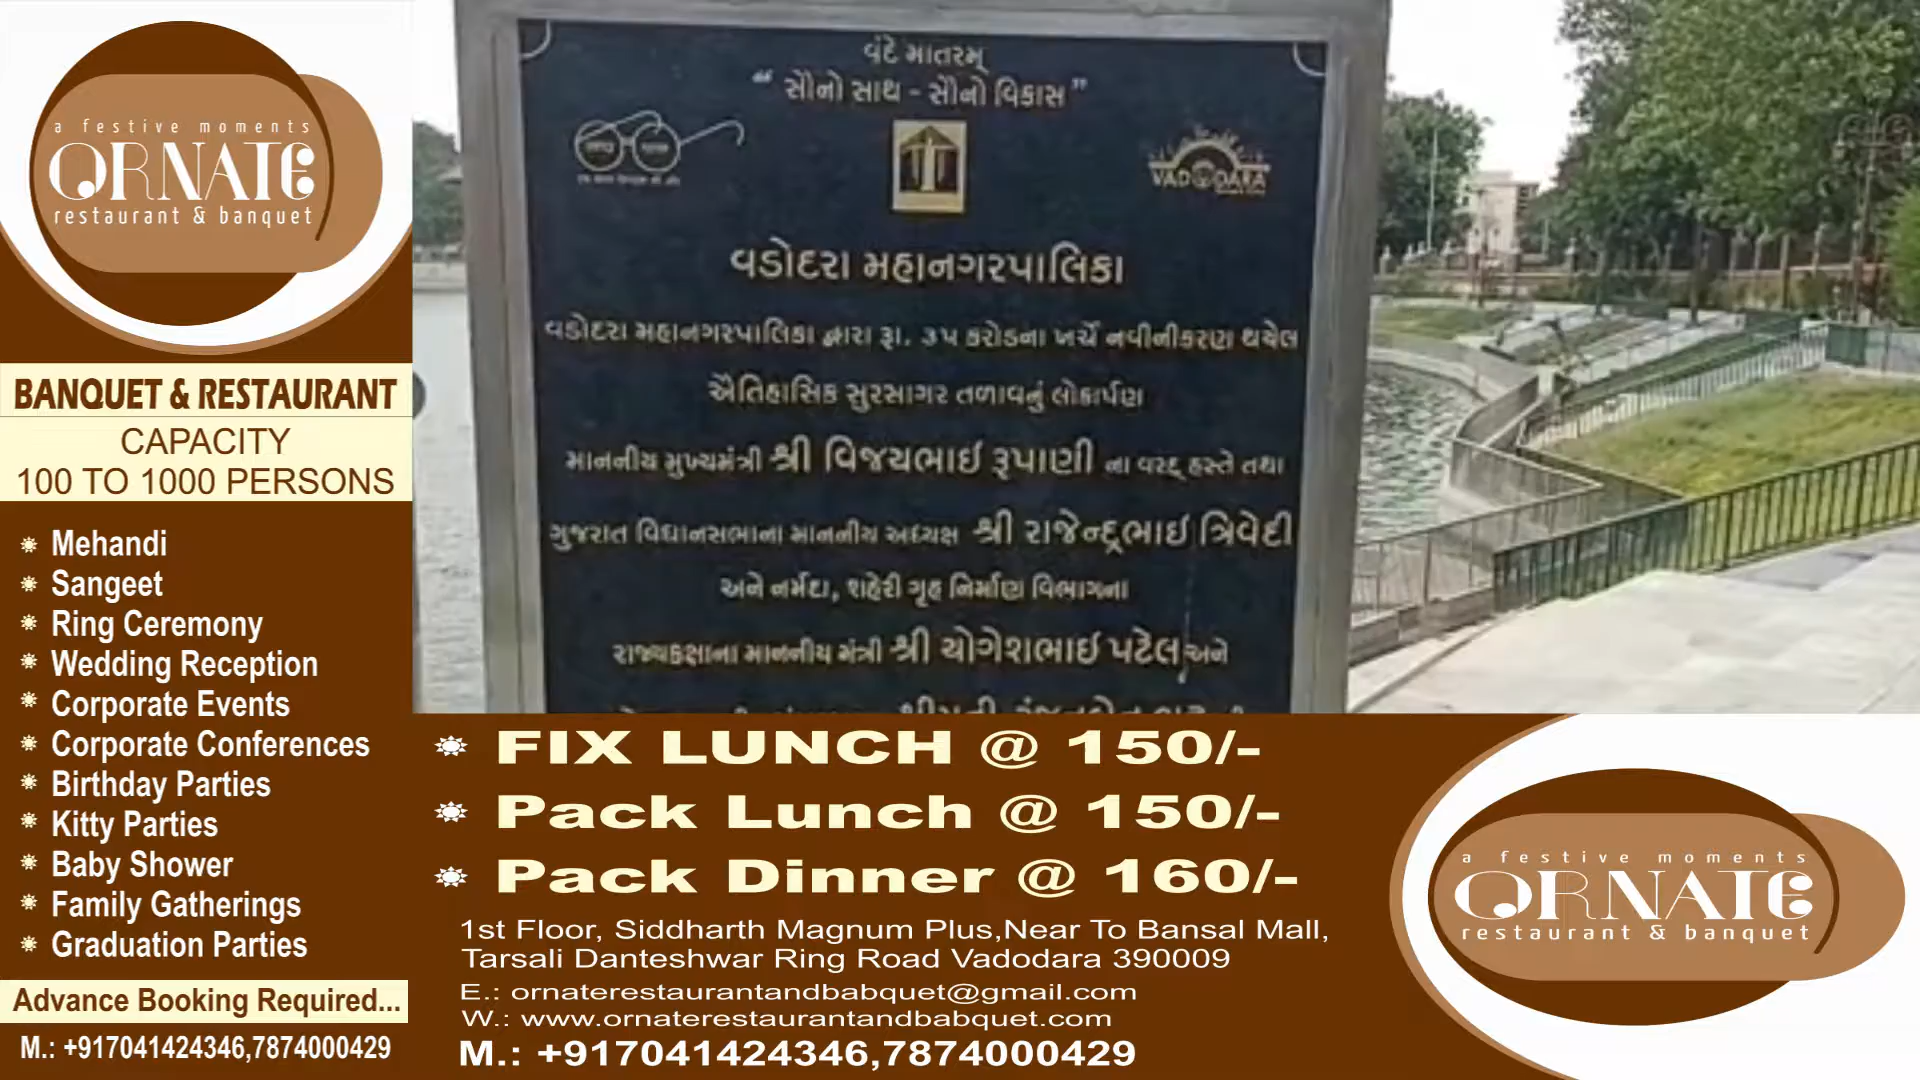 a festive moments
ORNATE
restaurant & banquet
BANQUET & RESTAURANT
CAPACITY
100 TO 1000 PERSONS
Mehandi
Sangeet
Ring Ceremony
Wedding Reception
Corporate Events
Corporate Conferences
Birthday Parties
Kitty Parties
Baby Shower
Family Gatherings
Graduation Parties
Advance Booking Required...
M.: +917041424346,7874000429
વંદે માતરમ્
“ સૌનો સાથ - સૌનો વિકાસ ”
VADODARA
વડોદરા મહાનગરપાલિકા
વડોદરા મહાનગરપાલિકા દ્વારા રૂા. ૩૫ કરોડના ખર્ચે નવીનીકરણ થયેલ
ઐતિહાસિક સુરસાગર તળાવનું લોકાર્પણ
માનનીય મુખ્યમંત્રી શ્રી વિજયભાઈ રૂપાણી ના વરદ્ હસ્તે તથા
ગુજરાત વિધાનસભાના માનનીય અધ્યક્ષ શ્રી રાજેન્દ્રભાઈ ત્રિવેદી
અને નર્મદા, શહેરી ગૃહ નિર્માણ વિભાગના
રાજ્યકક્ષાના માનનીય મંત્રી શ્રી યોગેશભાઈ પટેલ અને
FIX LUNCH @ 150/-
Pack Lunch @ 150/-
Pack Dinner @ 160/-
1st Floor, Siddharth Magnum Plus,Near To Bansal Mall,
Tarsali Danteshwar Ring Road Vadodara 390009
E.: ornaterestaurantandbabquet@gmail.com
W.: www.ornaterestaurantandbabquet.com
M.: +917041424346,7874000429
a festive moments
ORNATE
restaurant & banquet